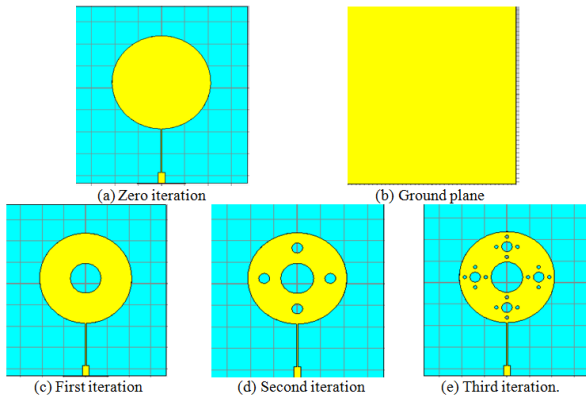 (a) Zero iteration
(b) Ground plane
(c) First iteration
(d) Second iteration
(e) Third iteration.